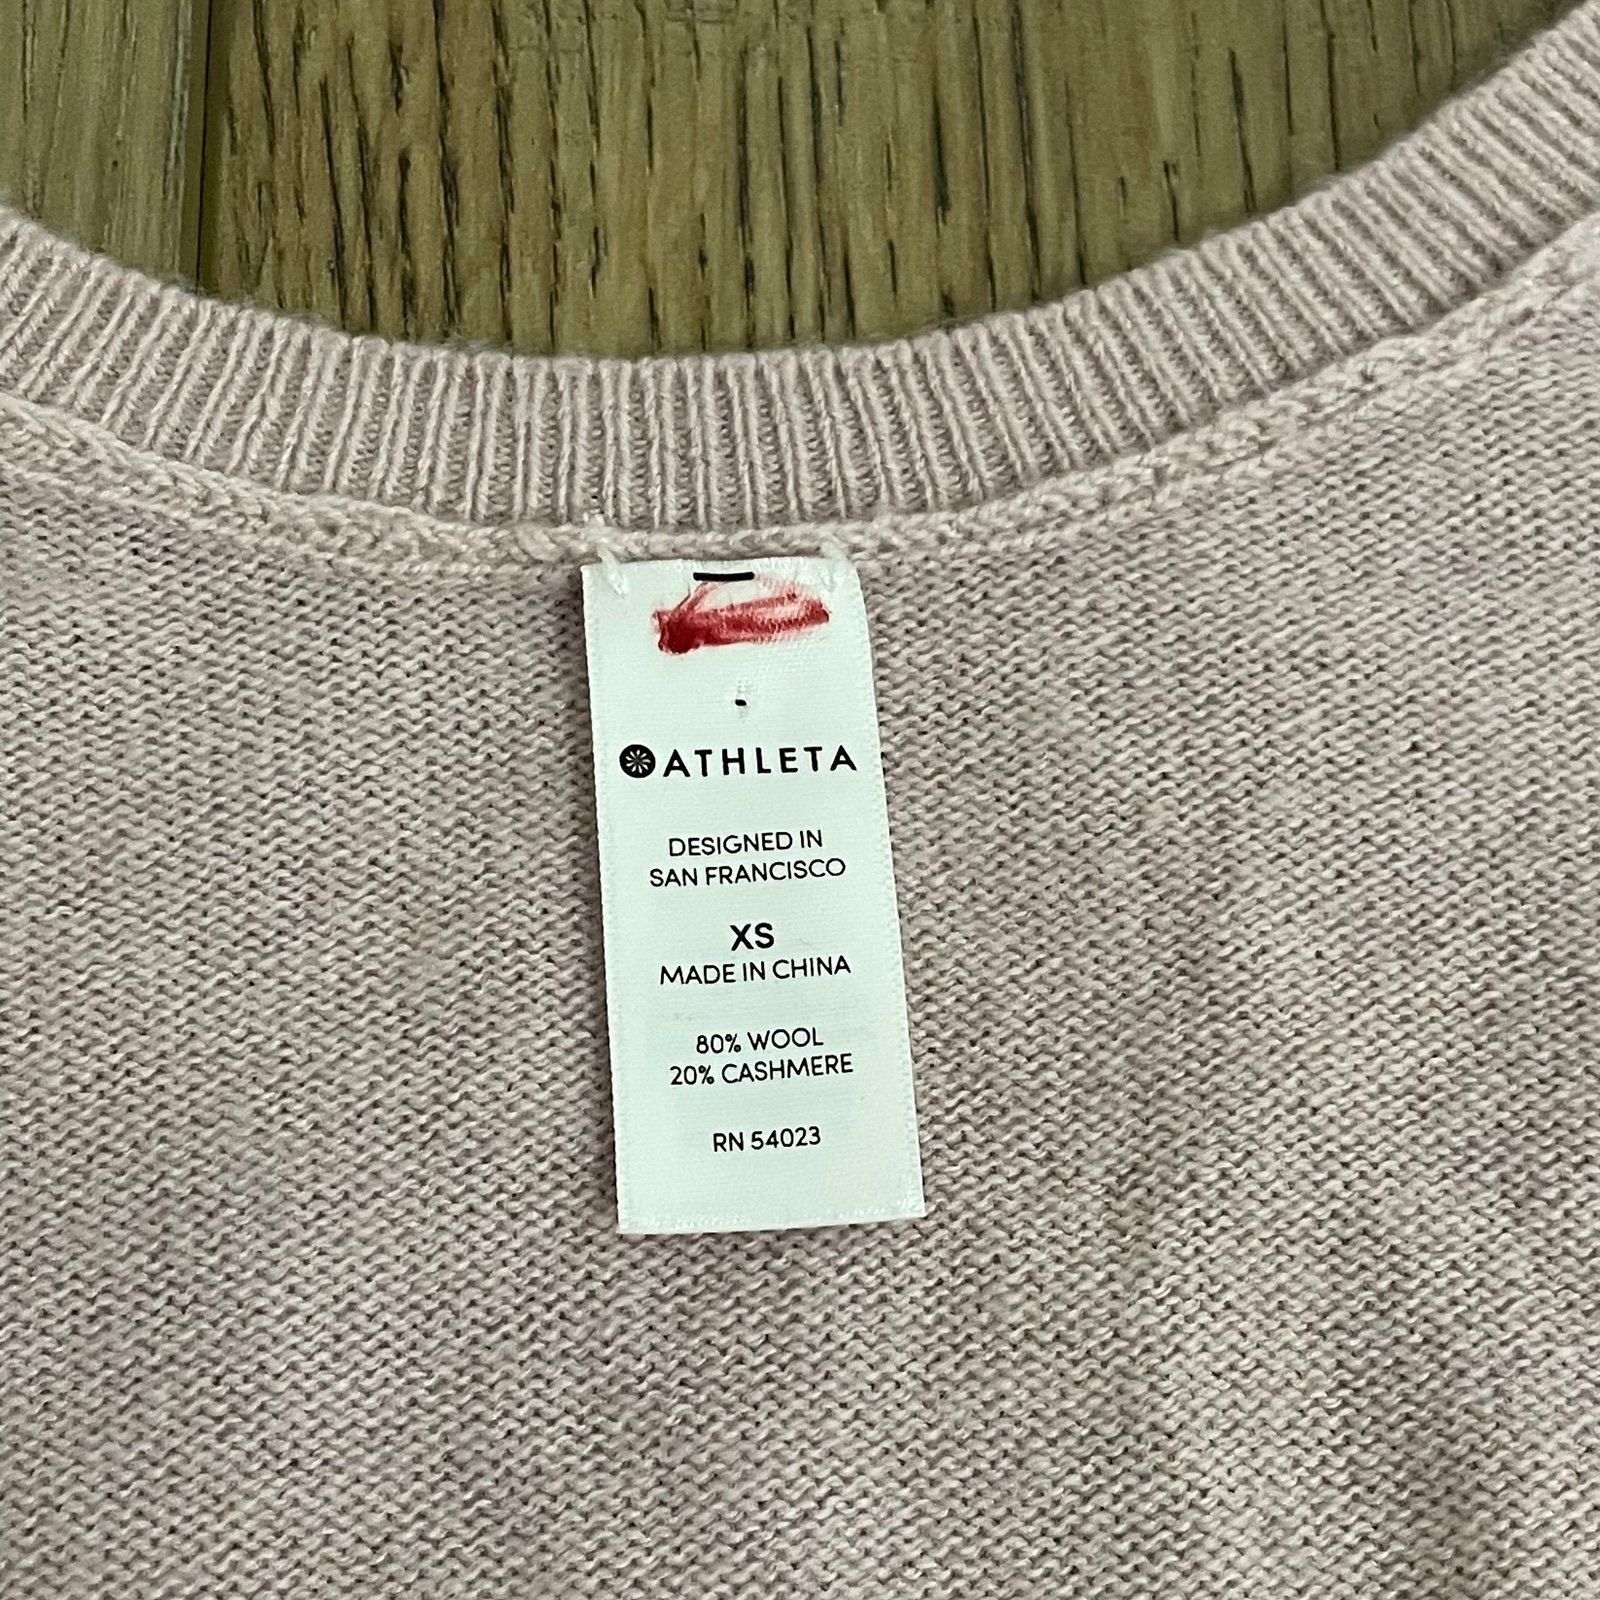 ATHLETA
DESIGNED IN
SAN FRANCISCO
XS
MADE IN CHINA
80% WOOL
20% CASHMERE
RN 54023